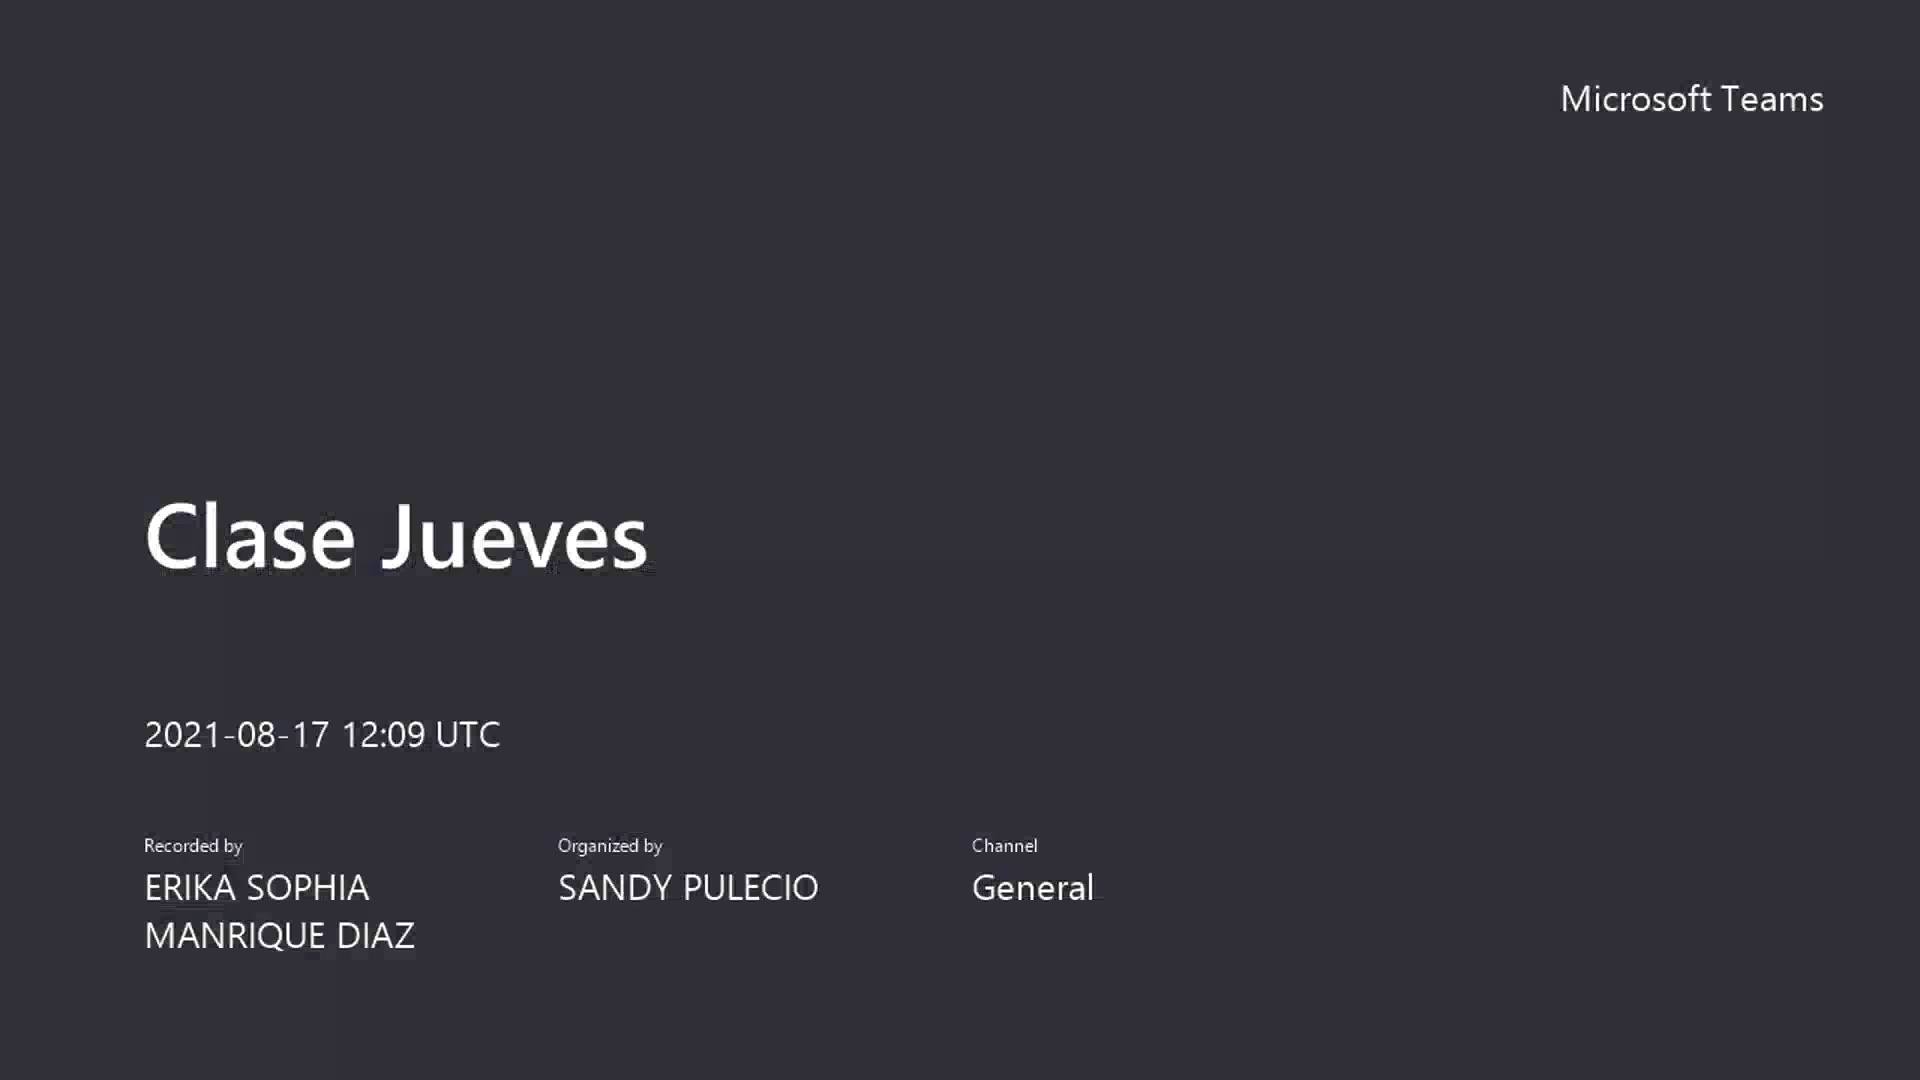 Microsoft Teams
Clase Jueves
2021-08-17 12:09 UTC
Recorded by
ERIKA SOPHIA
MANRIQUE DIAZ
Organized by
SANDY PULECIO
Channel
General